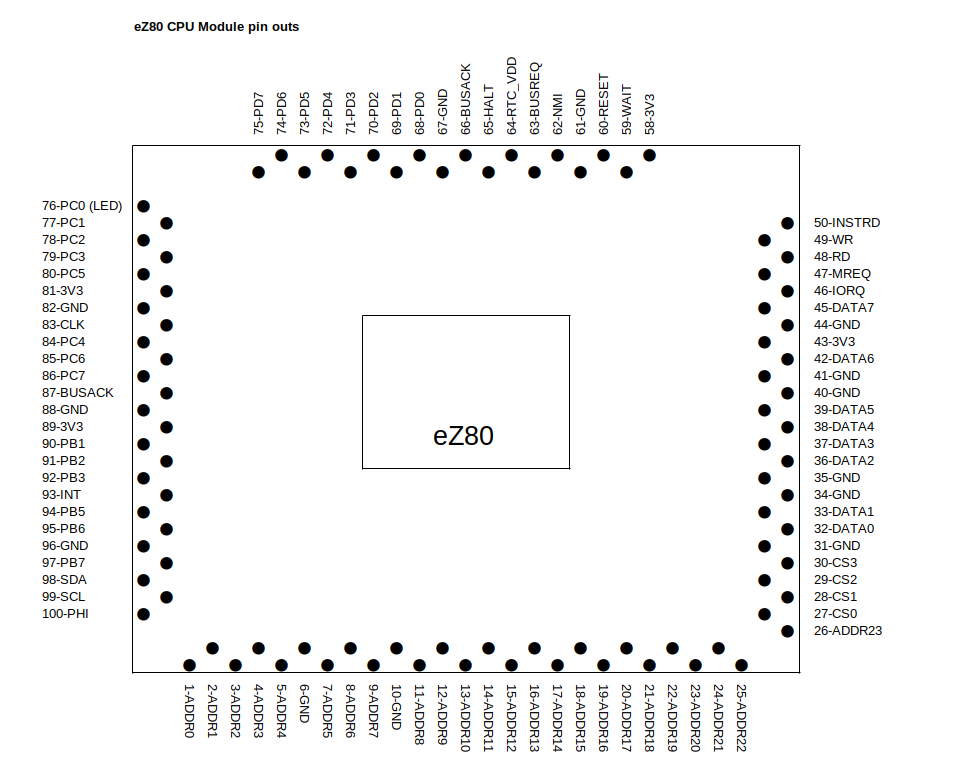 eZ80 CPU Module pin outs
75-PD7
74-PD6
73-PD5
72-PD4
71-PD3
70-PD2
69-PD1
68-PD0
67-GND
66-BUSACK
65-HALT
64-RTC_VDD
63-BUSREQ
62-NMI
61-GND
60-RESET
59-WAIT
58-3V3
76-PC0 (LED)
77-PC1
78-PC2
79-PC3
80-PC5
81-3V3
82-GND
83-CLK
84-PC4
85-PC6
86-PC7
87-BUSACK
88-GND
89-3V3
90-PB1
91-PB2
92-PB3
93-INT
94-PB5
95-PB6
96-GND
97-PB7
98-SDA
99-SCL
100-PHI
eZ80
50-INSTRD
49-WR
48-RD
47-MREQ
46-IORQ
45-DATA7
44-GND
43-3V3
42-DATA6
41-GND
40-GND
39-DATA5
38-DATA4
37-DATA3
36-DATA2
35-GND
34-GND
33-DATA1
32-DATA0
31-GND
30-CS3
29-CS2
28-CS1
27-CS0
26-ADDR23
1-ADDR0
2-ADDR1
3-ADDR2
4-ADDR3
5-ADDR4
6-GND
7-ADDR5
8-ADDR6
9-ADDR7
10-GND
11-ADDR8
12-ADDR9
13-ADDR10
14-ADDR11
15-ADDR12
16-ADDR13
17-ADDR14
18-ADDR15
19-ADDR16
20-ADDR17
21-ADDR18
22-ADDR19
23-ADDR20
24-ADDR21
25-ADDR22